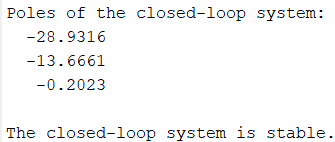 Poles of the closed-loop system:
-28.9316
-13.6661
-0.2023
The closed-loop system is stable.